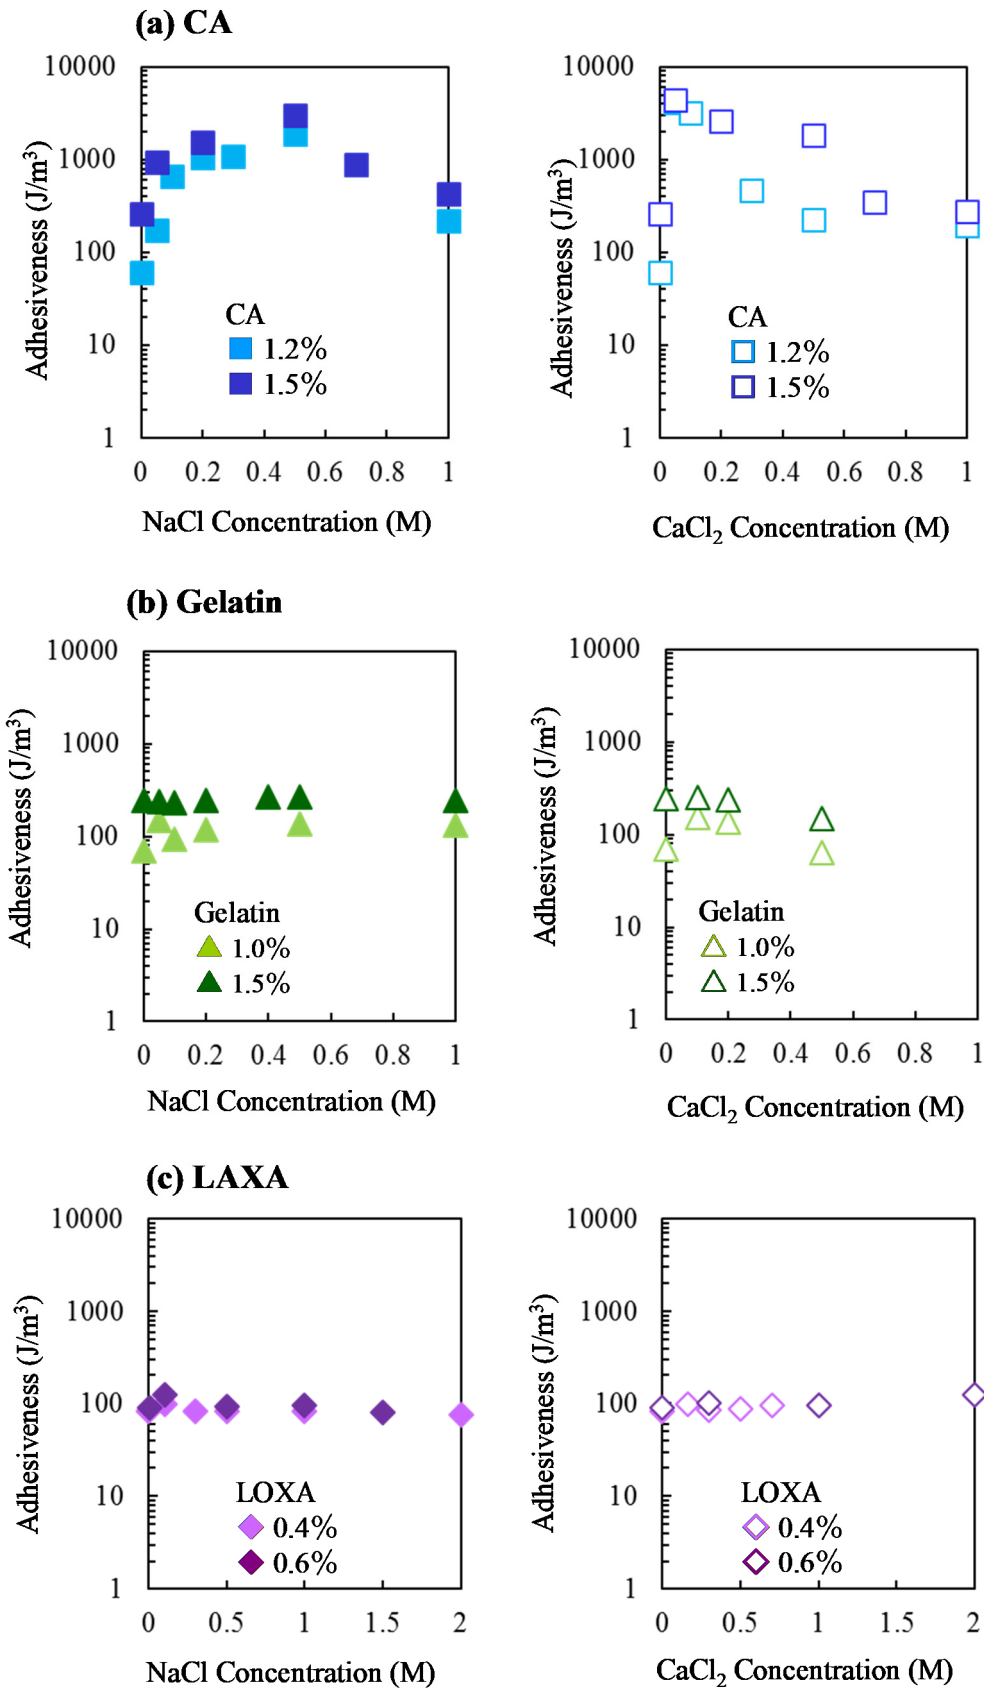 (a) CA
10000
1000
100
10
1
Adhesiveness (J/m³)
CA
1.2%
1.5%
0 0.2 0.4 0.6 0.8 1
NaCl Concentration (M)
10000
1000
100
10
1
Adhesiveness (J/m³)
CA
1.2%
1.5%
0 0.2 0.4 0.6 0.8 1
CaCl₂ Concentration (M)
(b) Gelatin
10000
1000
100
10
1
Adhesiveness (J/m³)
Gelatin
1.0%
1.5%
0 0.2 0.4 0.6 0.8 1
NaCl Concentration (M)
10000
1000
100
10
1
Adhesiveness (J/m³)
Gelatin
1.0%
1.5%
0 0.2 0.4 0.6 0.8 1
CaCl₂ Concentration (M)
(c) LAXA
10000
1000
100
10
1
Adhesiveness (J/m³)
LOXA
0.4%
0.6%
0 0.5 1 1.5 2
NaCl Concentration (M)
10000
1000
100
10
1
Adhesiveness (J/m³)
LOXA
0.4%
0.6%
0 0.5 1 1.5 2
CaCl₂ Concentration (M)